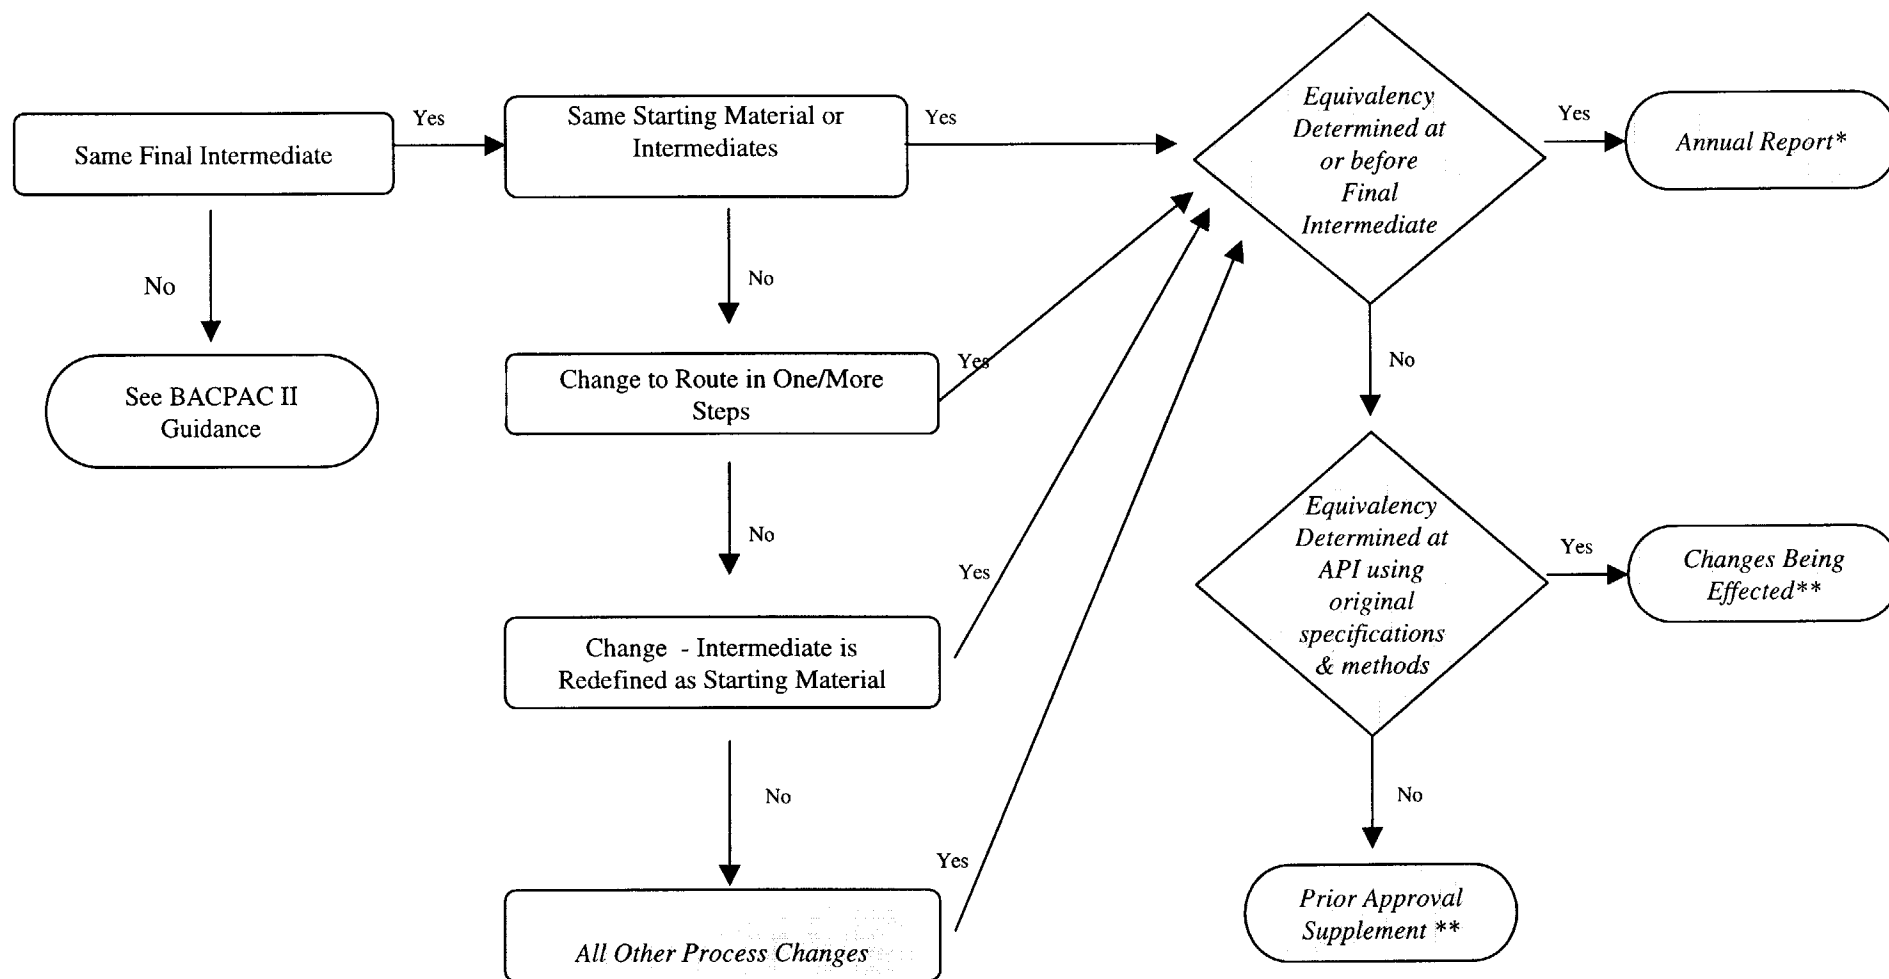 Same Final Intermediate
Yes
No
See BACPAC II
Guidance
Same Starting Material or
Intermediates
Yes
No
Change to Route in One/More
Steps
Yes
No
Change - Intermediate is
Redefined as Starting Material
Yes
No
All Other Process Changes
Yes
Equivalency
Determined at
or before
Final
Intermediate
Yes
Annual Report*
No
Equivalency
Determined at
API using
original
specifications
& methods
Yes
Changes Being
Effected**
No
Prior Approval
Supplement **